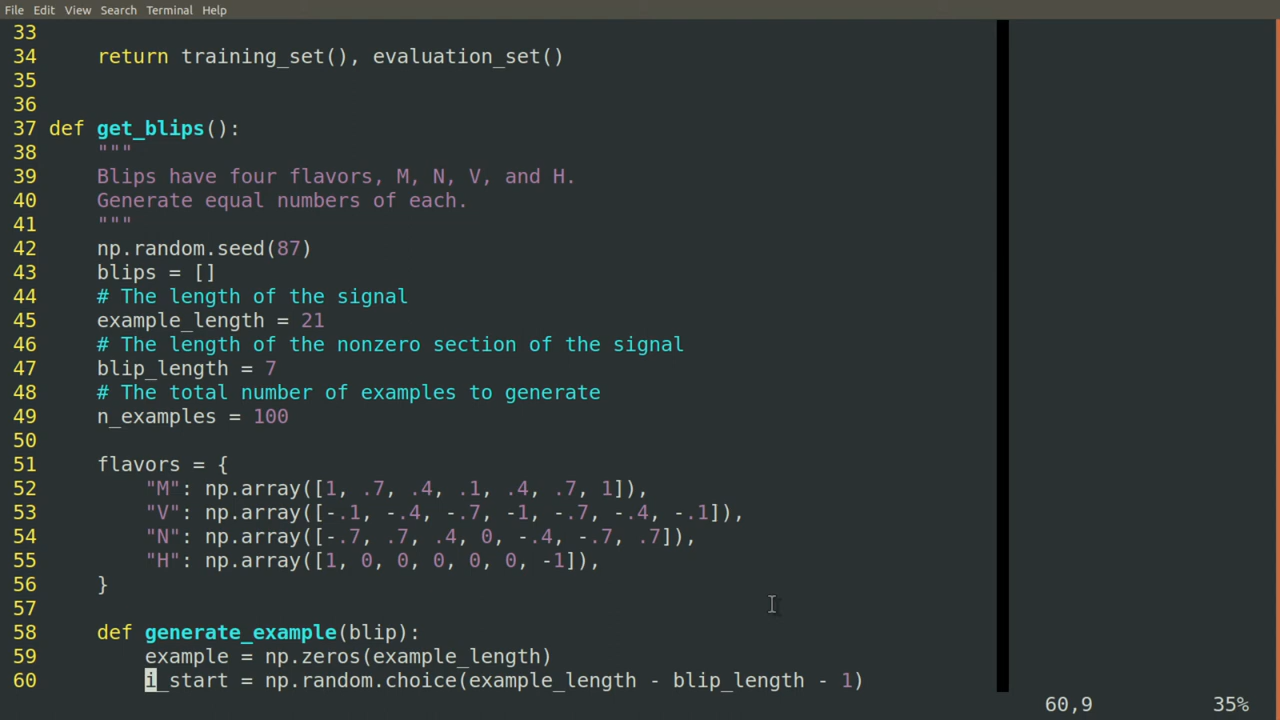 File Edit View Search Terminal Help
33
34     return training_set(), evaluation_set()
35
36
37 def get_blips():
38     """
39     Blips have four flavors, M, N, V, and H.
40     Generate equal numbers of each.
41     """
42     np.random.seed(87)
43     blips = []
44     # The length of the signal
45     example_length = 21
46     # The length of the nonzero section of the signal
47     blip_length = 7
48     # The total number of examples to generate
49     n_examples = 100
50
51     flavors = {
52         "M": np.array([1, .7, .4, .1, .4, .7, 1]),
53         "V": np.array([-.1, -.4, -.7, -1, -.7, -.4, -.1]),
54         "N": np.array([-.7, .7, .4, 0, -.4, -.7, .7]),
55         "H": np.array([1, 0, 0, 0, 0, 0, -1]),
56     }
57
58     def generate_example(blip):
59         example = np.zeros(example_length)
60         i_start = np.random.choice(example_length - blip_length - 1)
60,9 35%